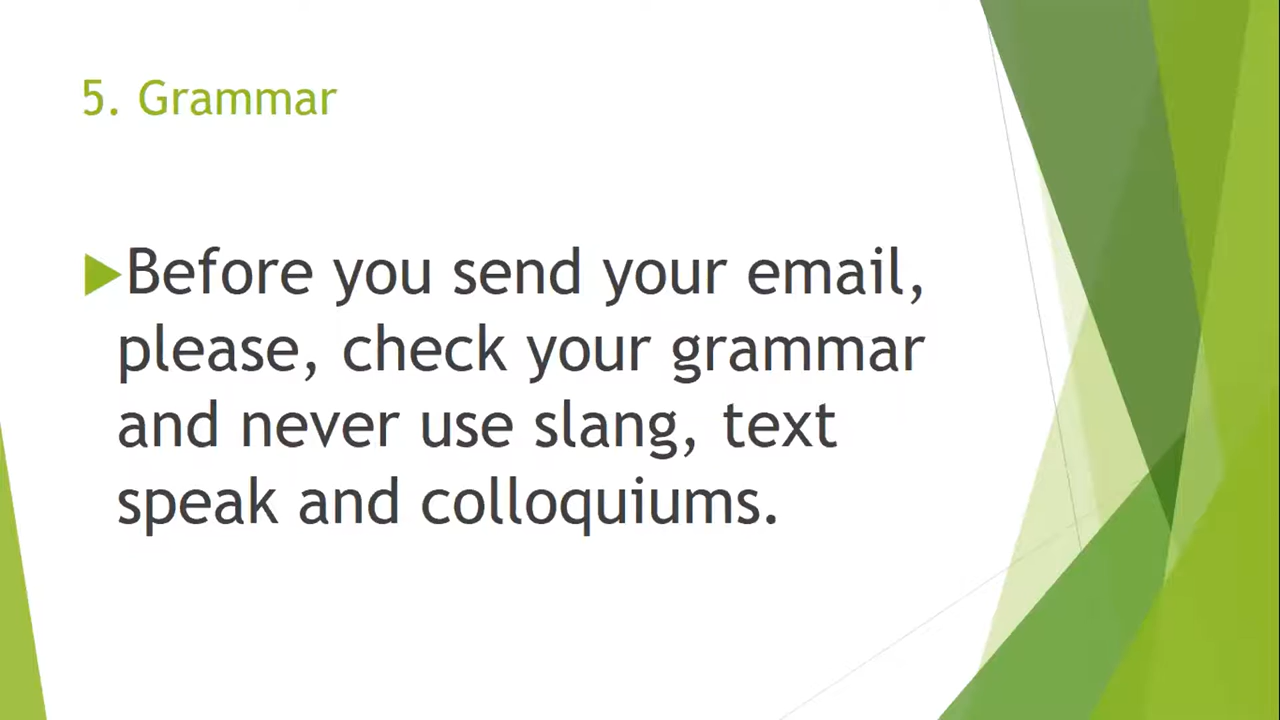 5. Grammar
Before you send your email,
please, check your grammar
and never use slang, text
speak and colloquiums.